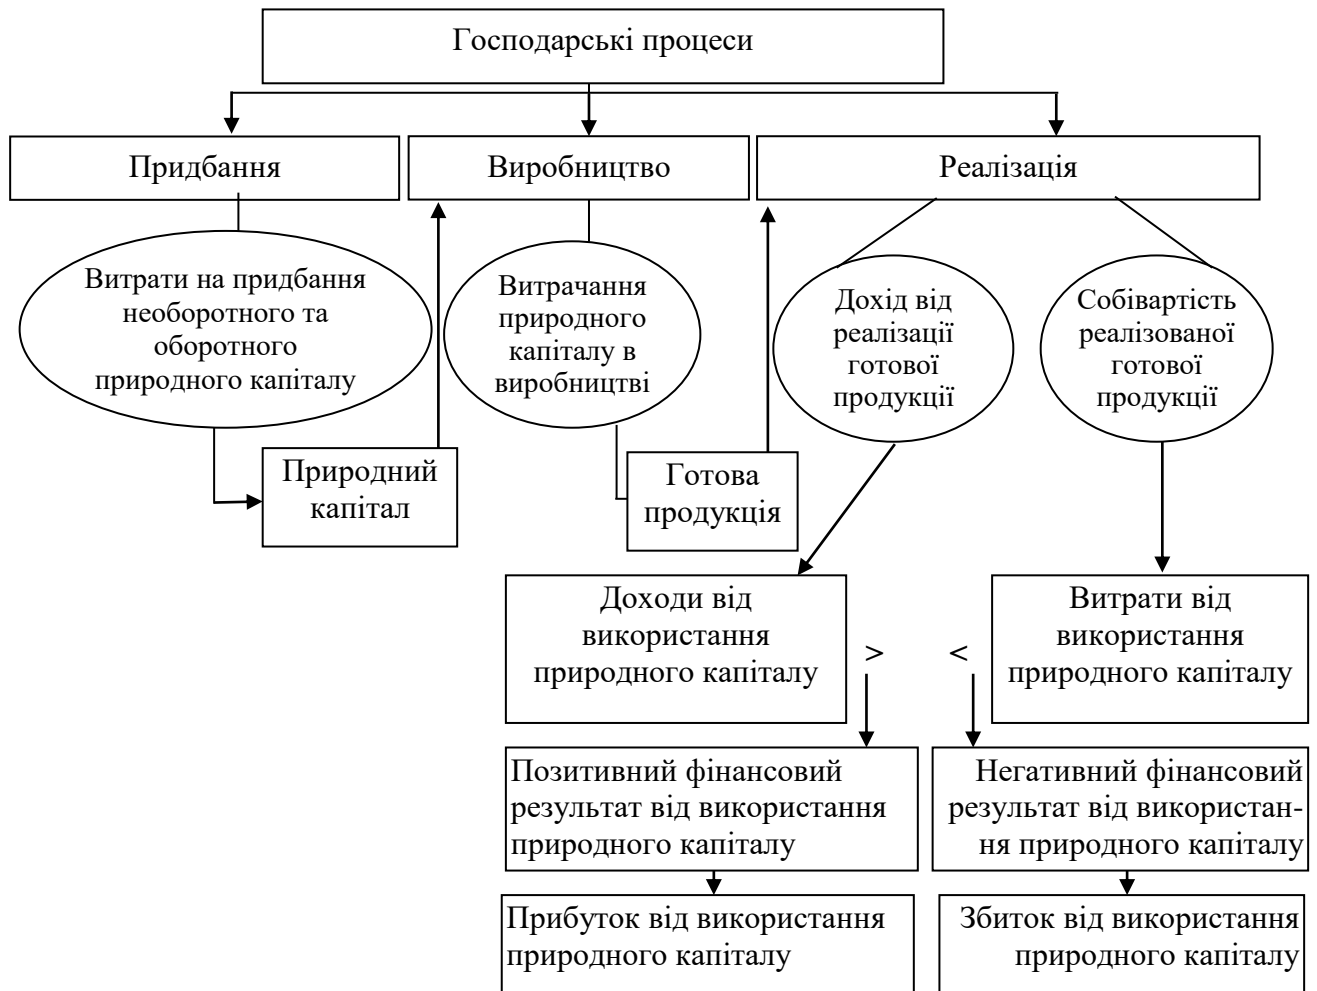 Господарські процеси
Придбання
Виробництво
Реалізація
Витрати на придбання
необоротного та
оборотного
природного капіталу
Витрачання
природного
капіталу в
виробництві
Дохід від
реалізації
готової
продукції
Собівартість
реалізованої
готової
продукції
Природний
капітал
Готова
продукція
Доходи від
використання
природного капіталу
>
<
Витрати від
використання
природного капіталу
Позитивний фінансовий
результат від використання
природного капіталу
Негативний фінансовий
результат від використан-
ня природного капіталу
Прибуток від використання
природного капіталу
Збиток від використання
природного капіталу